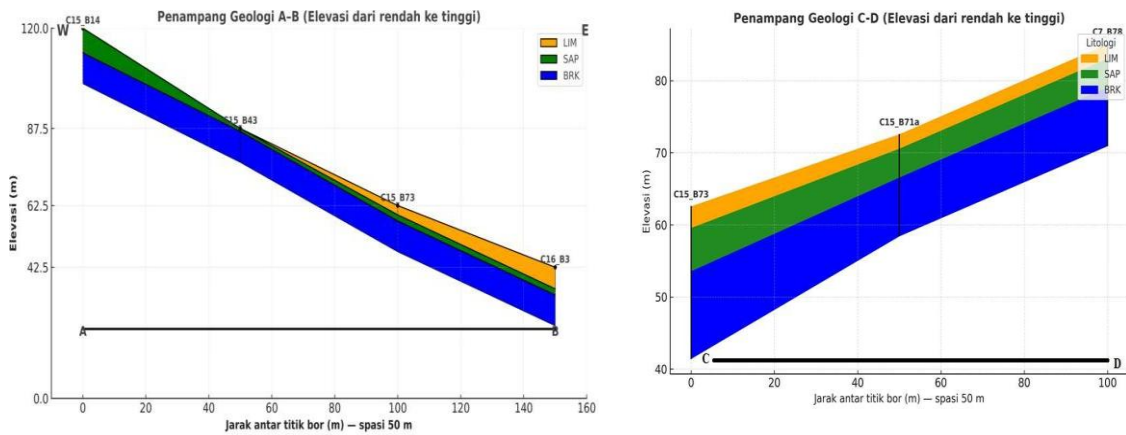 Penampang Geologi A–B (Elevasi dari rendah ke tinggi)
C15_B14
W
E
120.0
87.5
62.5
42.5
0.0
Elevasi (m)
LIM
SAP
BRK
C15_B43
C15_B73
C16_B3
A
B
0 20 40 60 80 100 120 140 160
Jarak antar titik bor (m) — spasi 50 m
Penampang Geologi C-D (Elevasi dari rendah ke tinggi)
C7_B78
Litologi
LIM
SAP
BRK
80
70
60
50
40
Elevasi (m)
C15_B71a
C15_B73
C
D
0 20 40 60 80 100
Jarak antar titik bor (m) — spasi 50 m